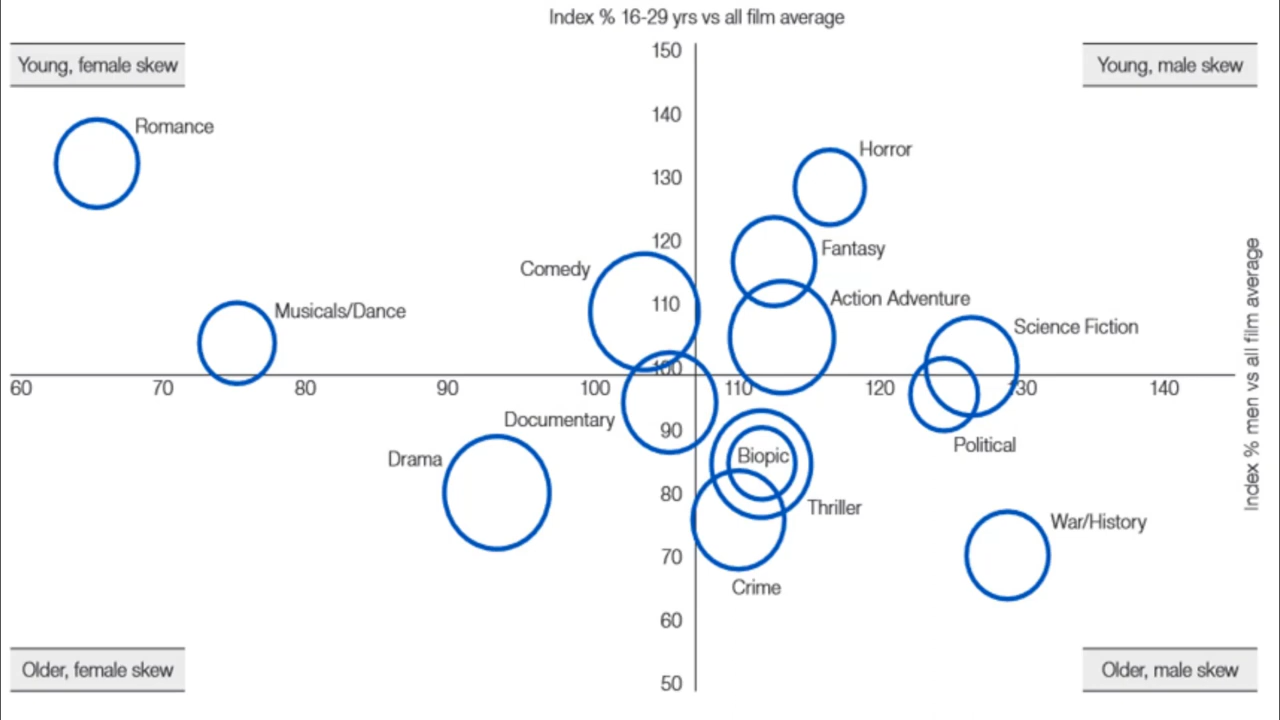 Index % 16-29 yrs vs all film average
Young, female skew
150
Young, male skew
140
Romance
Horror
130
120
Fantasy
Comedy
110
Action Adventure
Musicals/Dance
Science Fiction
100
60 70 80 90 100 110 120 130 140
Index % men vs all film average
Documentary
90
Political
Drama
Biopic
80
Thriller
War/History
70
Crime
60
Older, female skew
50
Older, male skew